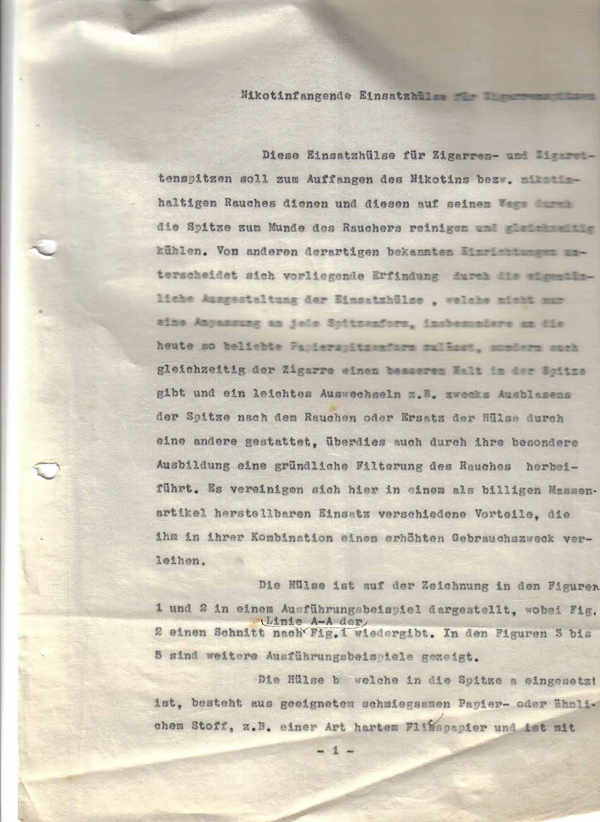 Nikotinfangende Einsatzhülse für Zigarrenspitzen
Diese Einsatzhülse für Zigarren- und Zigaret-
tenspitzen soll zum Auffangen des Nikotins bezw. nikotin-
haltigen Rauches dienen und diesen auf seinem Wege durch
die Spitze zum Munde des Rauchers reinigen und gleichzeitig
kühlen. Von anderen derartigen bekannten Einrichtungen un-
terscheidet sich vorliegende Erfindung durch die eigentüm-
liche Ausgestaltung der Einsatzhülse , welche nicht nur
eine Anpassung an jede Spitzenform, insbesondere an die
heute so beliebte Papierspitzenform zulässt, sondern auch
gleichzeitig der Zigarre einen besseren Halt in der Spitze
gibt und ein leichtes Auswechseln z.B. zwecks Ausblasens
der Spitze nach dem Rauchen oder Ersatz der Hülse durch
eine andere gestattet, überdies auch durch ihre besondere
Ausbildung eine gründliche Filterung des Rauches herbei-
führt. Es vereinigen sich hier in einem als billigen Massen-
artikel herstellbaren Einsatz verschiedene Vorteile, die
ihm in ihrer Kombination einen erhöhten Gebrauchszweck ver-
leihen.
Die Hülse ist auf der Zeichnung in den Figuren
1 und 2 in einem Ausführungsbeispiel dargestellt, wobei Fig.
Linie A-A der
2 einen Schnitt nach Fig.1 wiedergibt. In den Figuren 3 bis
5 sind weitere Ausführungsbeispiele gezeigt.
Die Hülse b welche in die Spitze a eingesetzt
ist, besteht aus geeignetem schmiegsamen Papier- oder ähnli-
chem Stoff, z.B. einer Art hartem Fliesspapier und ist mit
- 1 -